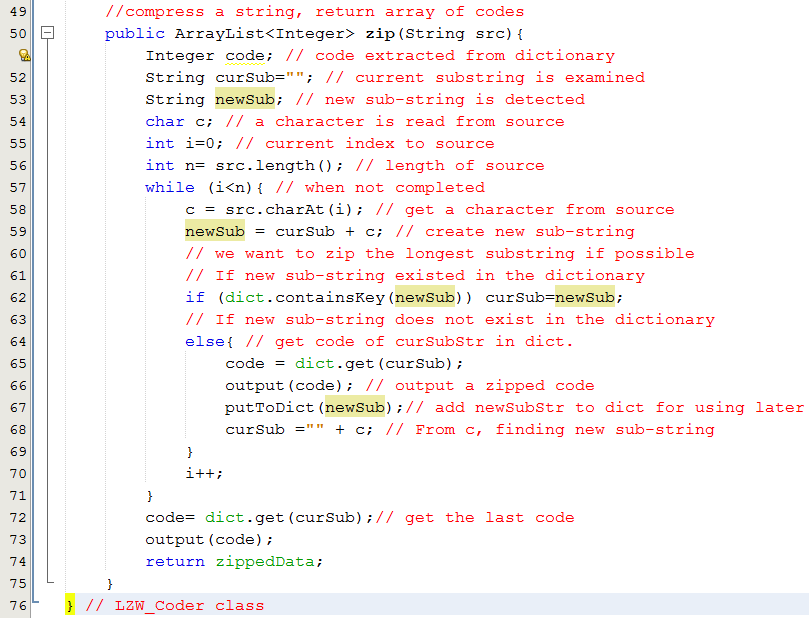 49 //compress a string, return array of codes
50 public ArrayList<Integer> zip(String src){
Integer code; // code extracted from dictionary
52 String curSub=""; // current substring is examined
53 String newSub; // new sub-string is detected
54 char c; // a character is read from source
55 int i=0; // current index to source
56 int n= src.length(); // length of source
57 while (i<n){ // when not completed
58 c = src.charAt(i); // get a character from source
59 newSub = curSub + c; // create new sub-string
60 // we want to zip the longest substring if possible
61 // If new sub-string existed in the dictionary
62 if (dict.containsKey(newSub)) curSub=newSub;
63 // If new sub-string does not exist in the dictionary
64 else{ // get code of curSubStr in dict.
65 code = dict.get(curSub);
66 output(code); // output a zipped code
67 putToDict(newSub);// add newSubStr to dict for using later
68 curSub ="" + c; // From c, finding new sub-string
69 }
70 i++;
71 }
72 code= dict.get(curSub);// get the last code
73 output(code);
74 return zippedData;
75 }
76 } // LZW_Coder class